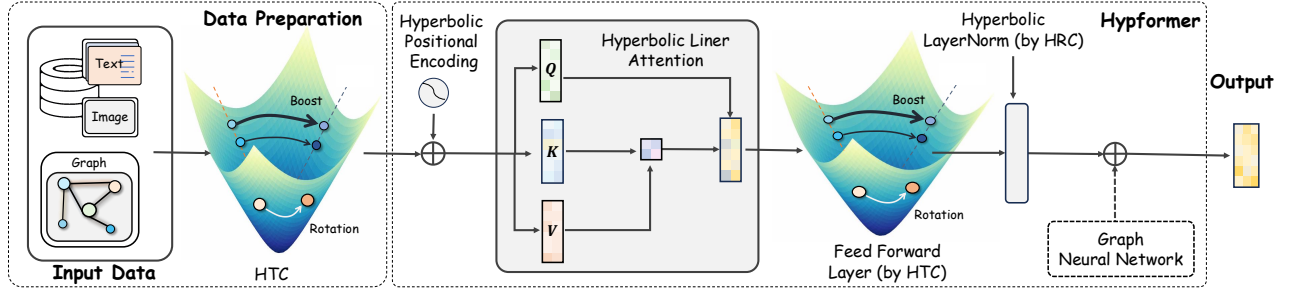 Data Preparation
Text
Image
Graph
Input Data
Boost
Rotation
HTC
Hyperbolic
Positional
Encoding
Hyperbolic Liner
Attention
Q
K
V
Boost
Rotation
Feed Forward
Layer (by HTC)
Hyperbolic
LayerNorm (by HRC)
Hypformer
Graph
Neural Network
Output